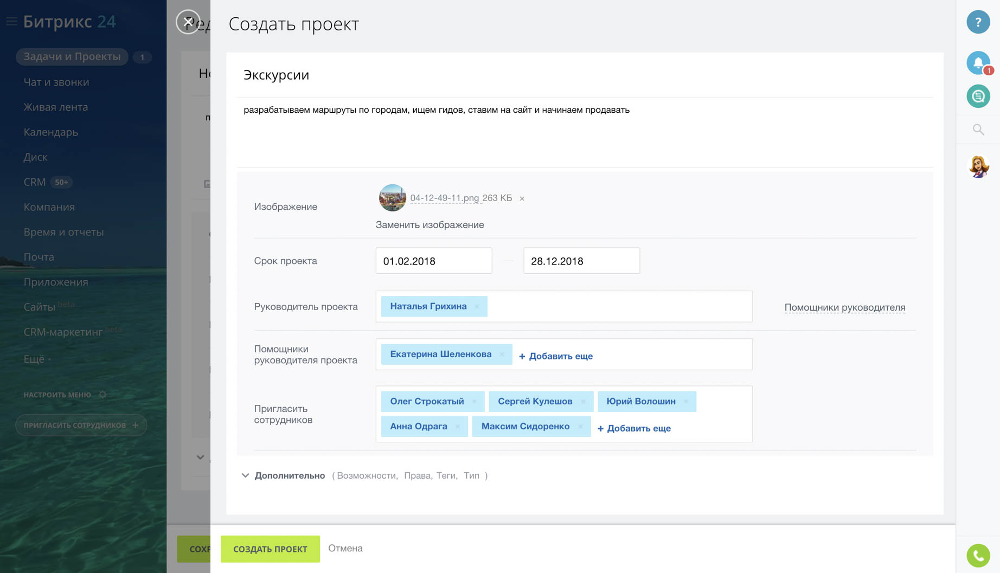 Битрикс 24
Задачи и Проекты 1
Чат и звонки
Живая лента
Календарь
Диск
CRM 50+
Компания
Время и отчеты
Почта
Приложения
Сайты beta
CRM-маркетинг beta
Ещё
НАСТРОИТЬ МЕНЮ
ПРИГЛАСИТЬ СОТРУДНИКОВ +
Создать проект
Экскурсии
разрабатываем маршруты по городам, ищем гидов, ставим на сайт и начинаем продавать
Изображение
04-12-49-11.png 263 КБ ×
Заменить изображение
Срок проекта
01.02.2018 — 28.12.2018
Руководитель проекта
Наталья Грихина ×
Помощники руководителя
Помощники
руководителя проекта
Екатерина Шеленкова × + Добавить еще
Пригласить
сотрудников
Олег Строкатый × Сергей Кулешов × Юрий Волошин ×
Анна Одрага × Максим Сидоренко × + Добавить еще
Дополнительно ( Возможности, Права, Теги, Тип )
СОЗДАТЬ ПРОЕКТ Отмена
?
1